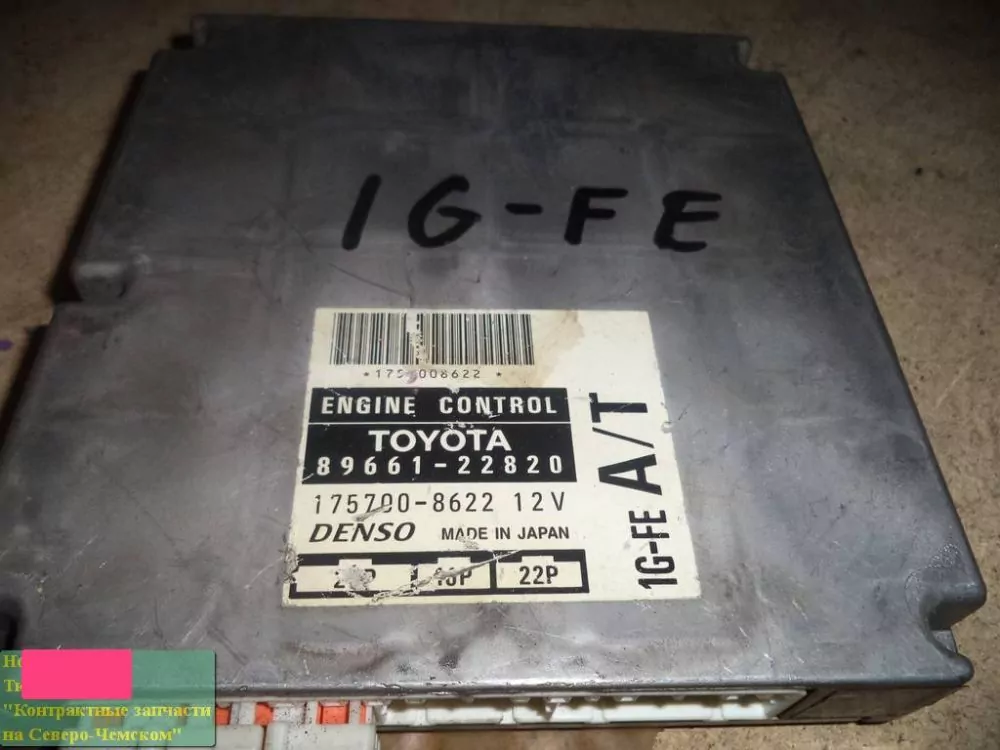 1G-FE
ENGINE CONTROL
TOYOTA
89661-22820
175700-8622 12V
DENSO MADE IN JAPAN
22P
1G-FE A/T
"Контрактные запчасти
на Северо-Чемском"